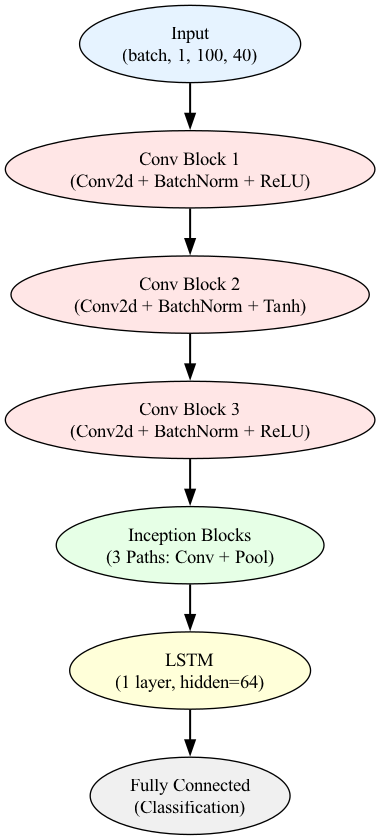 Input
(batch, 1, 100, 40)
Conv Block 1
(Conv2d + BatchNorm + ReLU)
Conv Block 2
(Conv2d + BatchNorm + Tanh)
Conv Block 3
(Conv2d + BatchNorm + ReLU)
Inception Blocks
(3 Paths: Conv + Pool)
LSTM
(1 layer, hidden=64)
Fully Connected
(Classification)